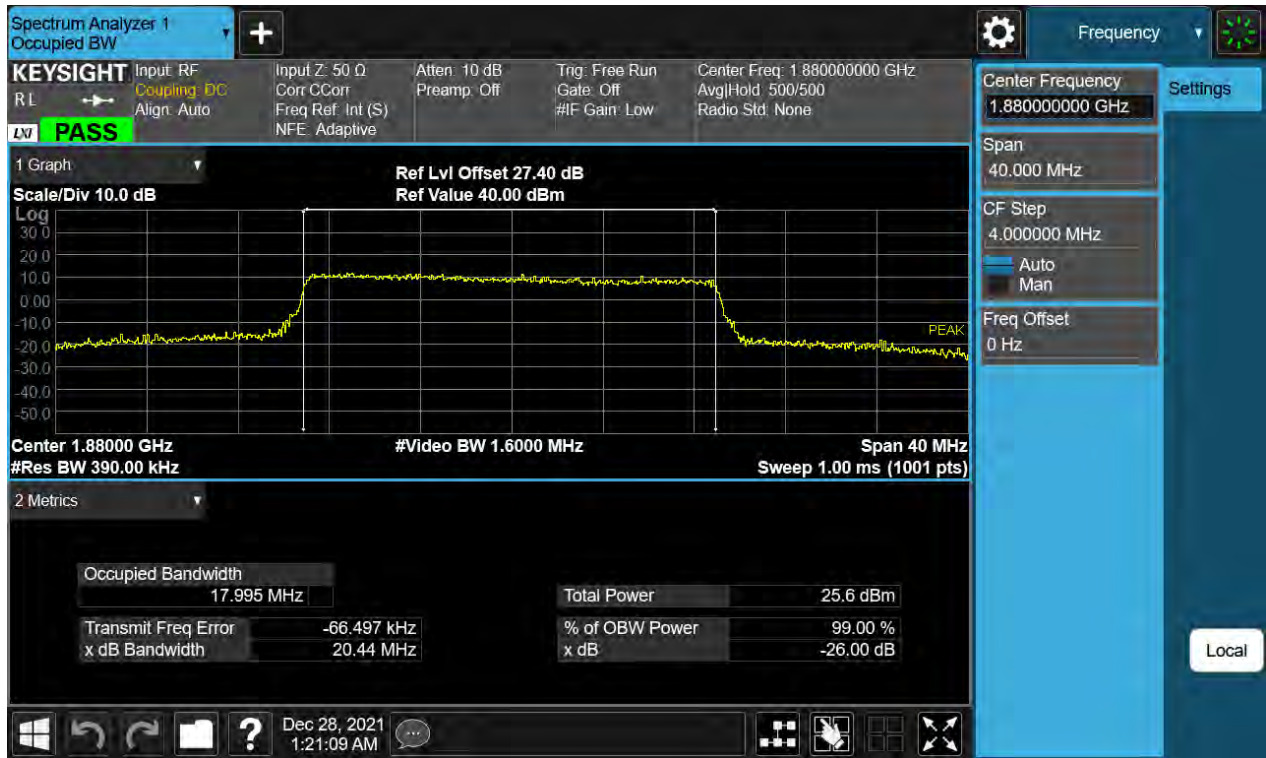 Spectrum Analyzer 1
Occupied BW
+
Frequency
KEYSIGHT
RL
LXI PASS
Input: RF
Coupling: DC
Align: Auto
Input Z: 50 Ω
Corr CCorr
Freq Ref: Int (S)
NFE: Adaptive
Atten: 10 dB
Preamp: Off
Trig: Free Run
Gate: Off
#IF Gain: Low
Center Freq: 1.880000000 GHz
Avg|Hold: 500/500
Radio Std: None
Center Frequency
1.880000000 GHz
Settings
Span
40.000 MHz
CF Step
4.000000 MHz
Auto
Man
Freq Offset
0 Hz
1 Graph
Scale/Div 10.0 dB
Ref Lvl Offset 27.40 dB
Ref Value 40.00 dBm
Log
30.0
20.0
10.0
0.00
-10.0
-20.0
-30.0
-40.0
-50.0
PEAK
Center 1.88000 GHz
#Video BW 1.6000 MHz
Span 40 MHz
#Res BW 390.00 kHz
Sweep 1.00 ms (1001 pts)
2 Metrics
Occupied Bandwidth
17.995 MHz
Total Power 25.6 dBm
Transmit Freq Error -66.497 kHz
% of OBW Power 99.00 %
x dB Bandwidth 20.44 MHz
x dB -26.00 dB
Local
?
Dec 28, 2021
1:21:09 AM